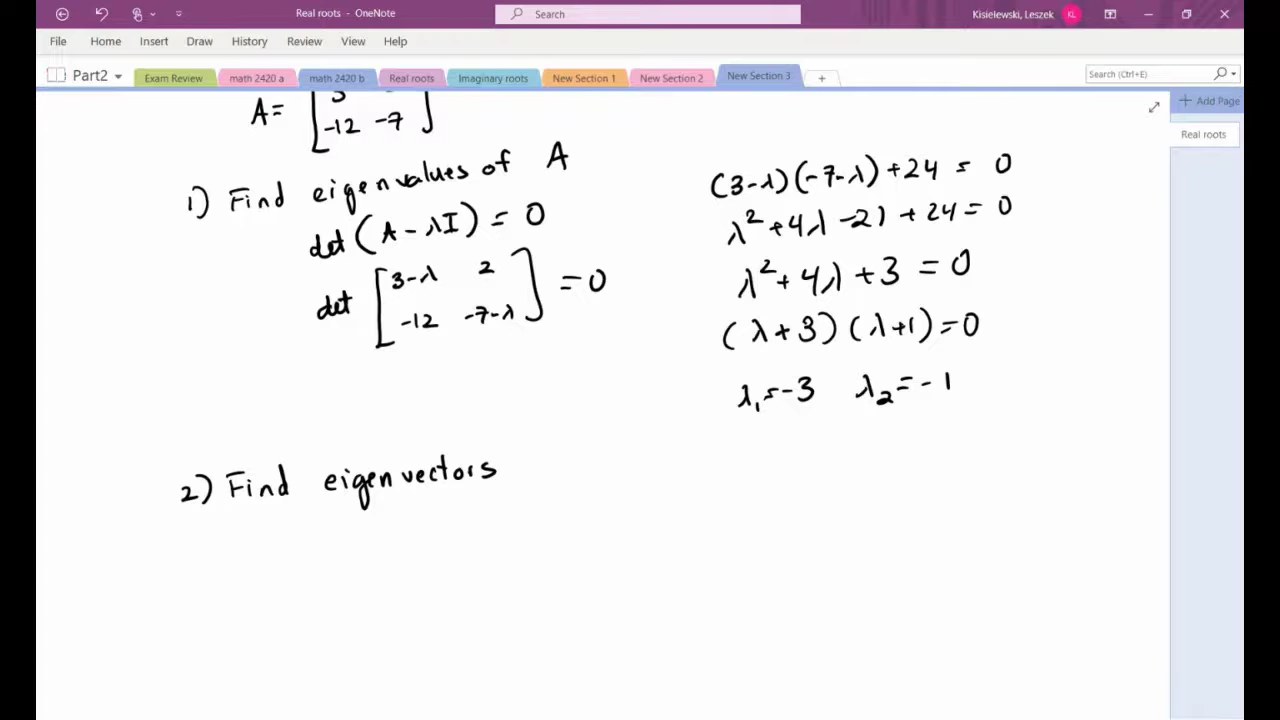 Real roots - OneNote
Search
Kisielewski, Leszek
KL
File Home Insert Draw History Review View Help
Part2
Exam Review
math 2420 a
math 2420 b
Real roots
Imaginary roots
New Section 1
New Section 2
New Section 3
+
Search (Ctrl+E)
+ Add Page
Real roots
A = [3
-12 -7]
1) Find eigenvalues of A
det (A - λI) = 0
det [3-λ 2
-12 -7-λ] = 0
(3-λ)(-7-λ) + 24 = 0
λ² + 4λ - 21 + 24 = 0
λ² + 4λ + 3 = 0
(λ + 3)(λ + 1) = 0
λ₁ = -3 λ₂ = -1
2) Find eigenvectors